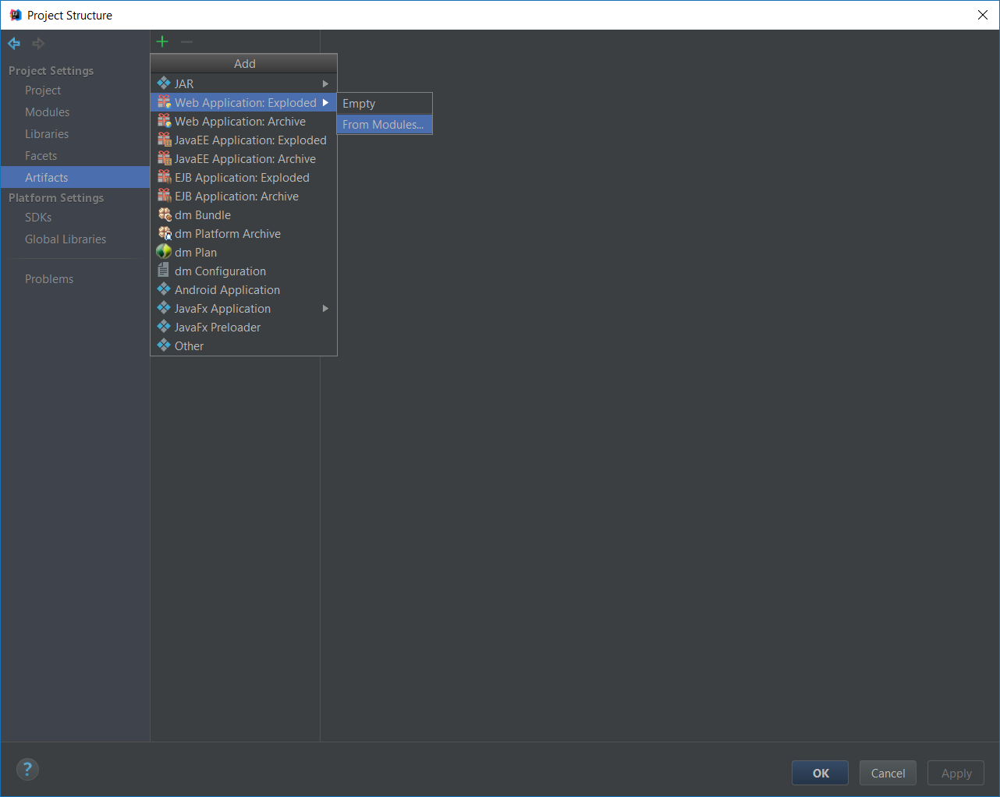 Project Structure
Project Settings
Project
Modules
Libraries
Facets
Artifacts
Platform Settings
SDKs
Global Libraries
Problems
Add
JAR
Web Application: Exploded
Web Application: Archive
JavaEE Application: Exploded
JavaEE Application: Archive
EJB Application: Exploded
EJB Application: Archive
dm Bundle
dm Platform Archive
dm Plan
dm Configuration
Android Application
JavaFx Application
JavaFx Preloader
Other
Empty
From Modules...
?
OK
Cancel
Apply